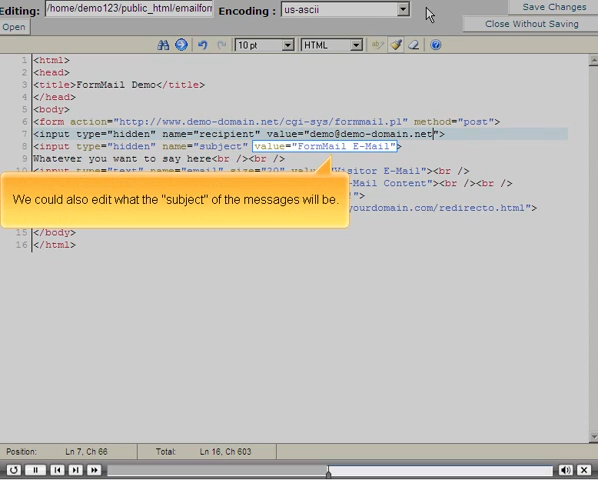 Editing:
/home/demo123/public_html/emailforn
Encoding :
us-ascii
Save Changes
Close Without Saving
Open
10 pt
HTML
1 <html>
2 <head>
3 <title>FormMail Demo</title>
4 </head>
5 <body>
6 <form action="http://www.demo-domain.net/cgi-sys/formmail.pl" method="post">
7 <input type="hidden" name="recipient" value="demo@demo-domain.net">
8 <input type="hidden" name="subject" value="FormMail E-Mail">
9 Whatever you want to say here<br /><br />
"Visitor E-Mail"><br />
-Mail Content"><br /><br>
We could also edit what the "subject" of the messages will be.
yourdomain.com/redirecto.html">
15 </body>
16 </html>
Position: Ln 7, Ch 66 Total: Ln 16, Ch 603